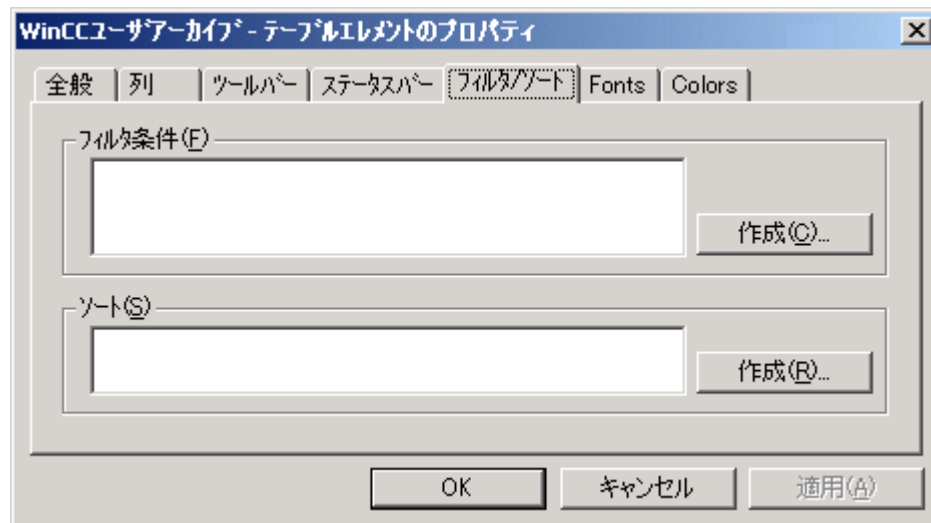 WinCCユーザアーカイブ - テーブルエレメントのプロパティ
全般 列 ツールバー ステータスバー フィルタ/ソート Fonts Colors
フィルタ条件(F)
作成(C)...
ソート(S)
作成(R)...
OK キャンセル 適用(A)